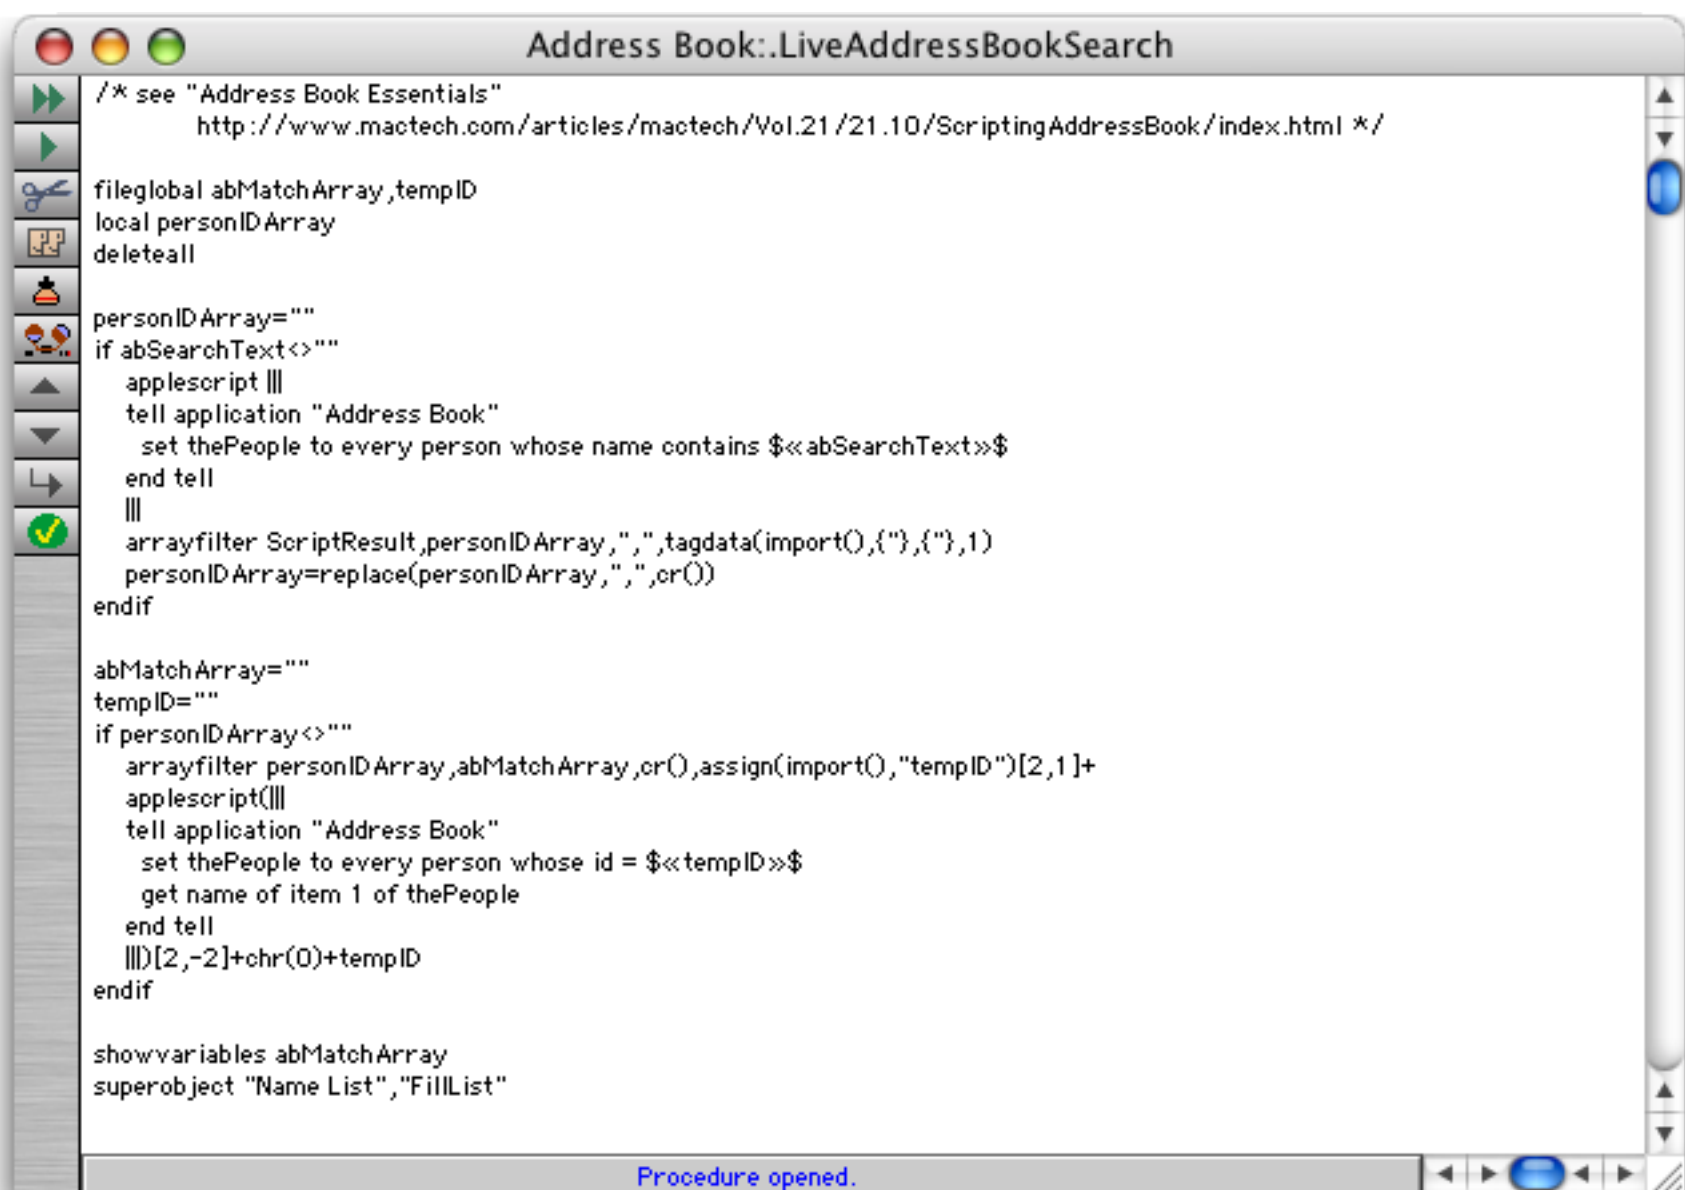 Address Book:.LiveAddressBookSearch
/* see "Address Book Essentials"
http://www.mactech.com/articles/mactech/Vol.21/21.10/ScriptingAddressBook/index.html */
fileglobal abMatchArray,tempID
local personIDArray
deleteall
personIDArray=""
if abSearchText<>""
applescript |||
tell application "Address Book"
set thePeople to every person whose name contains $«abSearchText»$
end tell
|||
arrayfilter ScriptResult,personIDArray,",",tagdata(import(),{"},{"},1)
personIDArray=replace(personIDArray,",",cr())
endif
abMatchArray=""
tempID=""
if personIDArray<>""
arrayfilter personIDArray,abMatchArray,cr(),assign(import(),"tempID")[2,1]+
applescript(|||
tell application "Address Book"
set thePeople to every person whose id = $«tempID»$
get name of item 1 of thePeople
end tell
|||)[2,-2]+chr(0)+tempID
endif
showvariables abMatchArray
superobject "Name List","FillList"
Procedure opened.